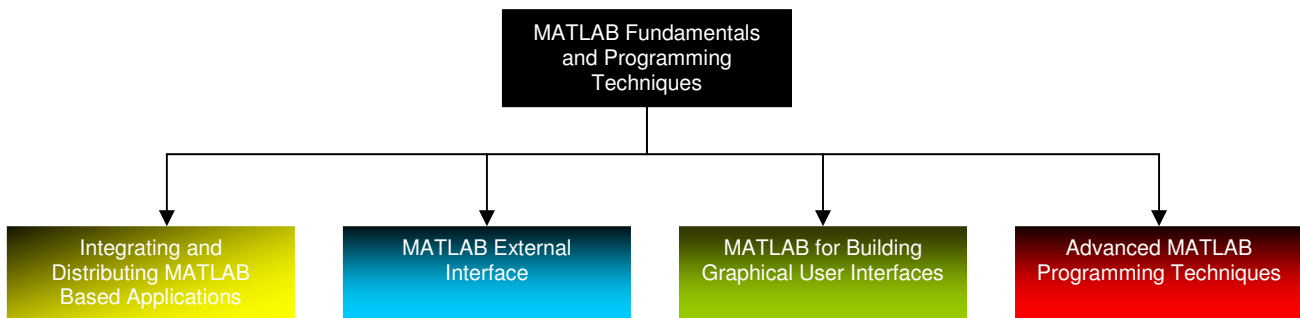 MATLAB Fundamentals
and Programming
Techniques
Integrating and
Distributing MATLAB
Based Applications
MATLAB External
Interface
MATLAB for Building
Graphical User Interfaces
Advanced MATLAB
Programming Techniques